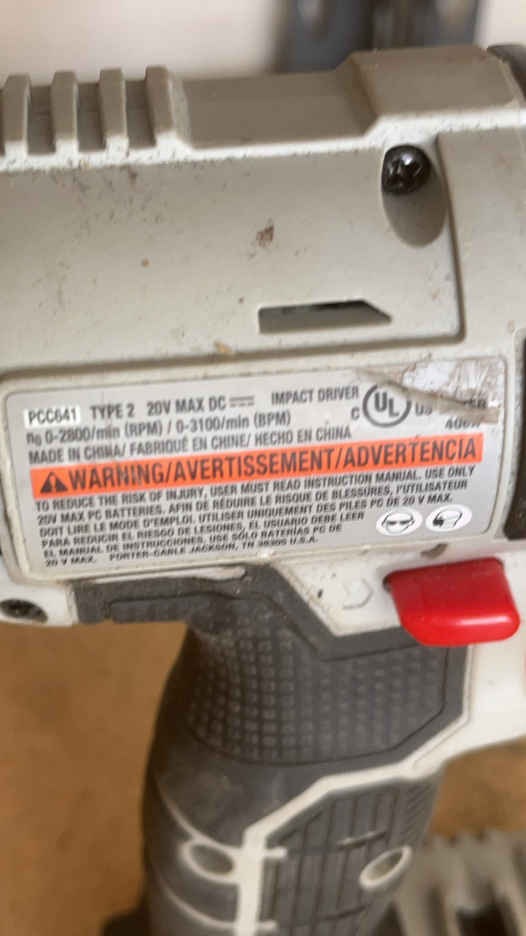 PCC641 TYPE 2 20V MAX DC IMPACT DRIVER
n₀ 0-2800/min (RPM) / 0-3100/min (BPM)
C UL US
MADE IN CHINA/ FABRIQUÉ EN CHINE/ HECHO EN CHINA
WARNING/AVERTISSEMENT/ADVERTENCIA
TO REDUCE THE RISK OF INJURY, USER MUST READ INSTRUCTION MANUAL. USE ONLY
20V MAX PC BATTERIES. AFIN DE RÉDUIRE LE RISQUE DE BLESSURES, l'UTILISATEUR
DOIT LIRE LE MODE D'EMPLOI. UTILISER UNIQUEMENT DES PILES PC DE 20 V MAX.
PARA REDUCIR EL RIESGO DE LESIONES, EL USUARIO DEBE LEER
EL MANUAL DE INSTRUCCIONES, USE SÓLO BATERÍAS PC DE
20 V MAX. PORTER-CABLE JACKSON, TN 38305 U.S.A.